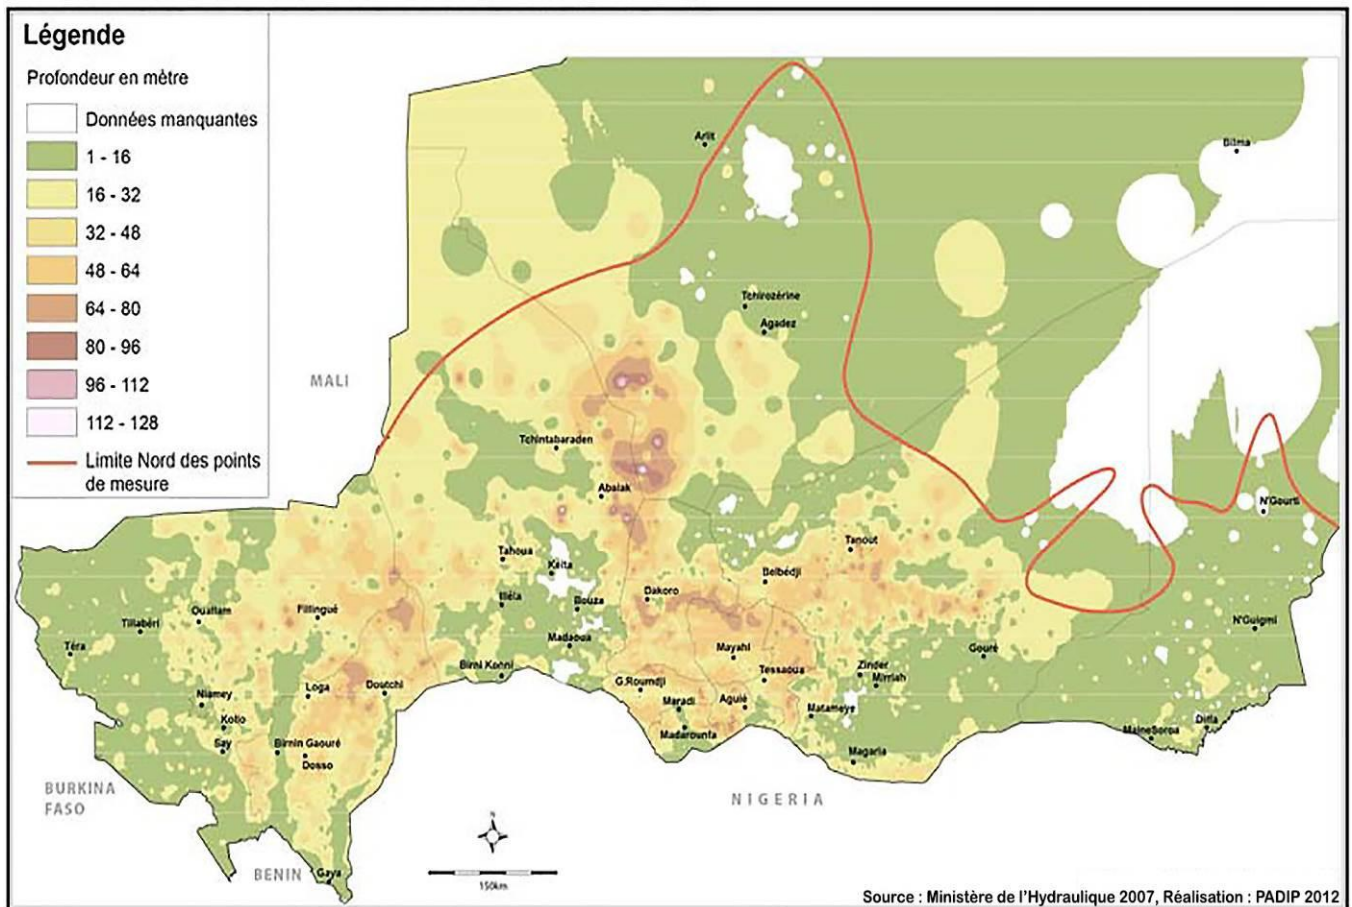 Légende
Profondeur en mètre
Données manquantes
1 - 16
16 - 32
32 - 48
48 - 64
64 - 80
80 - 96
96 - 112
112 - 128
Limite Nord des points
de mesure
Arlit
Bilma
Tchirozérine
Agadez
MALI
Tchintabaraden
Abalak
N'Gourti
Tanout
Tahoua
Kéita
Belbédji
Illéla
Bouza
Dakoro
Ouallam
Fillingué
Tillabéri
N'Guigmi
Téra
Madaoua
Mayahi
Gouré
Birni Konni
Tessaoua
Zinder
Mirriah
G.Roumdji
Loga
Doutchi
Niamey
Maradi
Aguié
Matameye
Kollo
Diffa
Madarounfa
MaineSoroa
Say
Birnin Gaouré
Magaria
Dosso
BURKINA
FASO
NIGERIA
N
BENIN
Gaya
150km
Source : Ministère de l'Hydraulique 2007, Réalisation : PADIP 2012